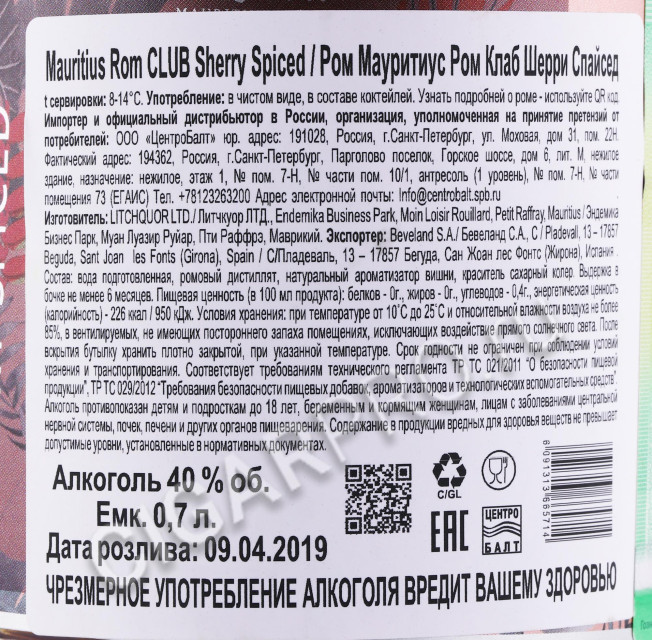 Mauritius Rom CLUB Sherry Spiced / Ром Мауритиус Ром Клаб Шерри Спайсед
t сервировки: 8-14°С. Употребление: в чистом виде, в составе коктейлей. Узнать подробней о роме - используйте QR код
Импортер и официальный дистрибьютор в России, организация, уполномоченная на принятие претензий от
потребителей: ООО «ЦентроБалт» юр. адрес: 191028, Россия, г.Санкт-Петербург, ул. Моховая, дом 31, пом. 22Н.
Фактический адрес: 194362, Россия, г.Санкт-Петербург, Парголово поселок, Горское шоссе, дом 6, лит. М, нежилое
здание, назначение: нежилое, этаж 1, № пом. 7-Н, № части пом. 10/1, антресоль (1 уровень), № пом. 7-Н, № части
помещения 73 (ЕГАИС) Тел. +78123263200 Адрес электронной почты: Info@centrobalt.spb.ru
Изготовитель: LITCHQUOR LTD./ Литчкуор ЛТД., Endemika Business Park, Moin Loisir Rouillard, Petit Raffray, Mauritius / Эндемика
Бизнес Парк, Муан Луазир Руйар, Пти Раффрэ, Маврикий. Экспортер: Beveland S.A./ Бевеланд С.А., C / Pladeval, 13 – 17857
Beguda, Sant Joan les Fonts (Girona), Spain / С/Пладеваль, 13 – 17857 Бегуда, Сан Жоан лес Фонтс (Жирона), Испания .
Состав: вода подготовленная, ромовый дистиллят, натуральный ароматизатор вишни, краситель сахарный колер. Выдержка в
бочке не менее 6 месяцев. Пищевая ценность (в 100 мл продукта): белков - 0г., жиров – 0г., углеводов - 0,4г., энергетическая ценность
(калорийность) - 226 ккал / 950 кДж. Условия хранения: при температуре от 10°С до 25°С и относительной влажности воздуха не более
85%, в вентилируемых, не имеющих постороннего запаха помещениях, исключающих воздействие прямого солнечного света. После
вскрытия бутылку хранить плотно закрытой, при указанной температуре. Срок годности не ограничен при соблюдении условий
хранения и транспортирования. Соответствует требованиям технического регламента ТР ТС 021/2011 "О безопасности пищевой
продукции", ТР ТС 029/2012 "Требования безопасности пищевых добавок, ароматизаторов и технологических вспомогательных средств".
Алкоголь противопоказан детям и подросткам до 18 лет, беременным и кормящим женщинам, лицам с заболеваниями центральной
нервной системы, почек, печени и других органов пищеварения. Содержание в продукции вредных для здоровья веществ не превышает
допустимые уровни, установленные в нормативных документах.
Алкоголь 40 % об.
Емк. 0,7 л.
Дата розлива: 09.04.2019
C/GL
EAC
ЦЕНТРО
БАЛТ
8091313665714
ЧРЕЗМЕРНОЕ УПОТРЕБЛЕНИЕ АЛКОГОЛЯ ВРЕДИТ ВАШЕМУ ЗДОРОВЬЮ
CIGARPRO.RU